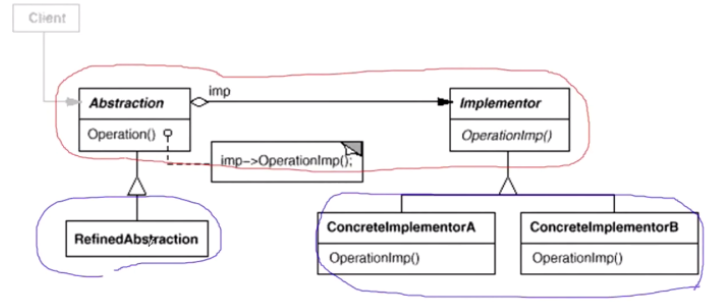 Client
Abstraction
imp
Implementor
Operation()
OperationImp()
imp->OperationImp();
RefinedAbstraction
ConcreteImplementorA
ConcreteImplementorB
OperationImp()
OperationImp()